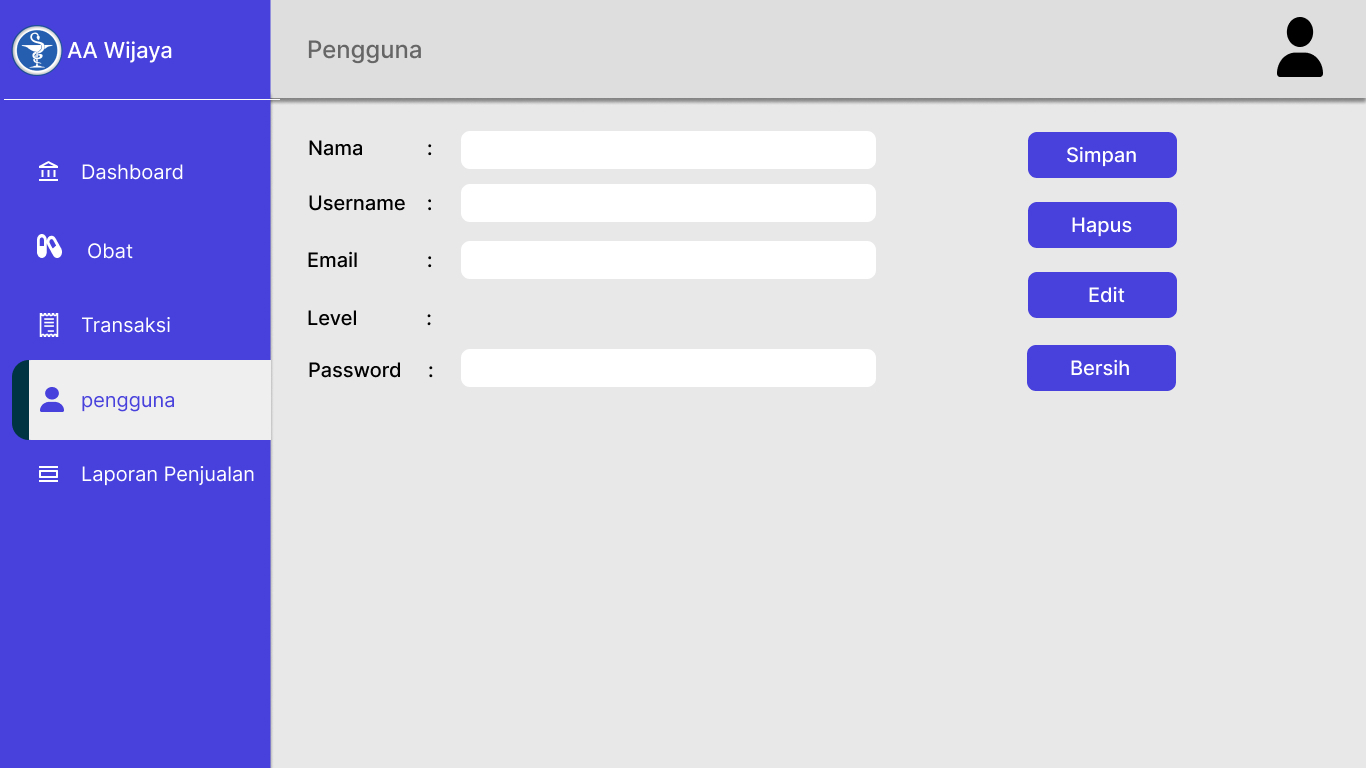 AA Wijaya
Pengguna
Dashboard
Obat
Transaksi
pengguna
Laporan Penjualan
Nama :
Username :
Email :
Level :
Password :
Simpan
Hapus
Edit
Bersih